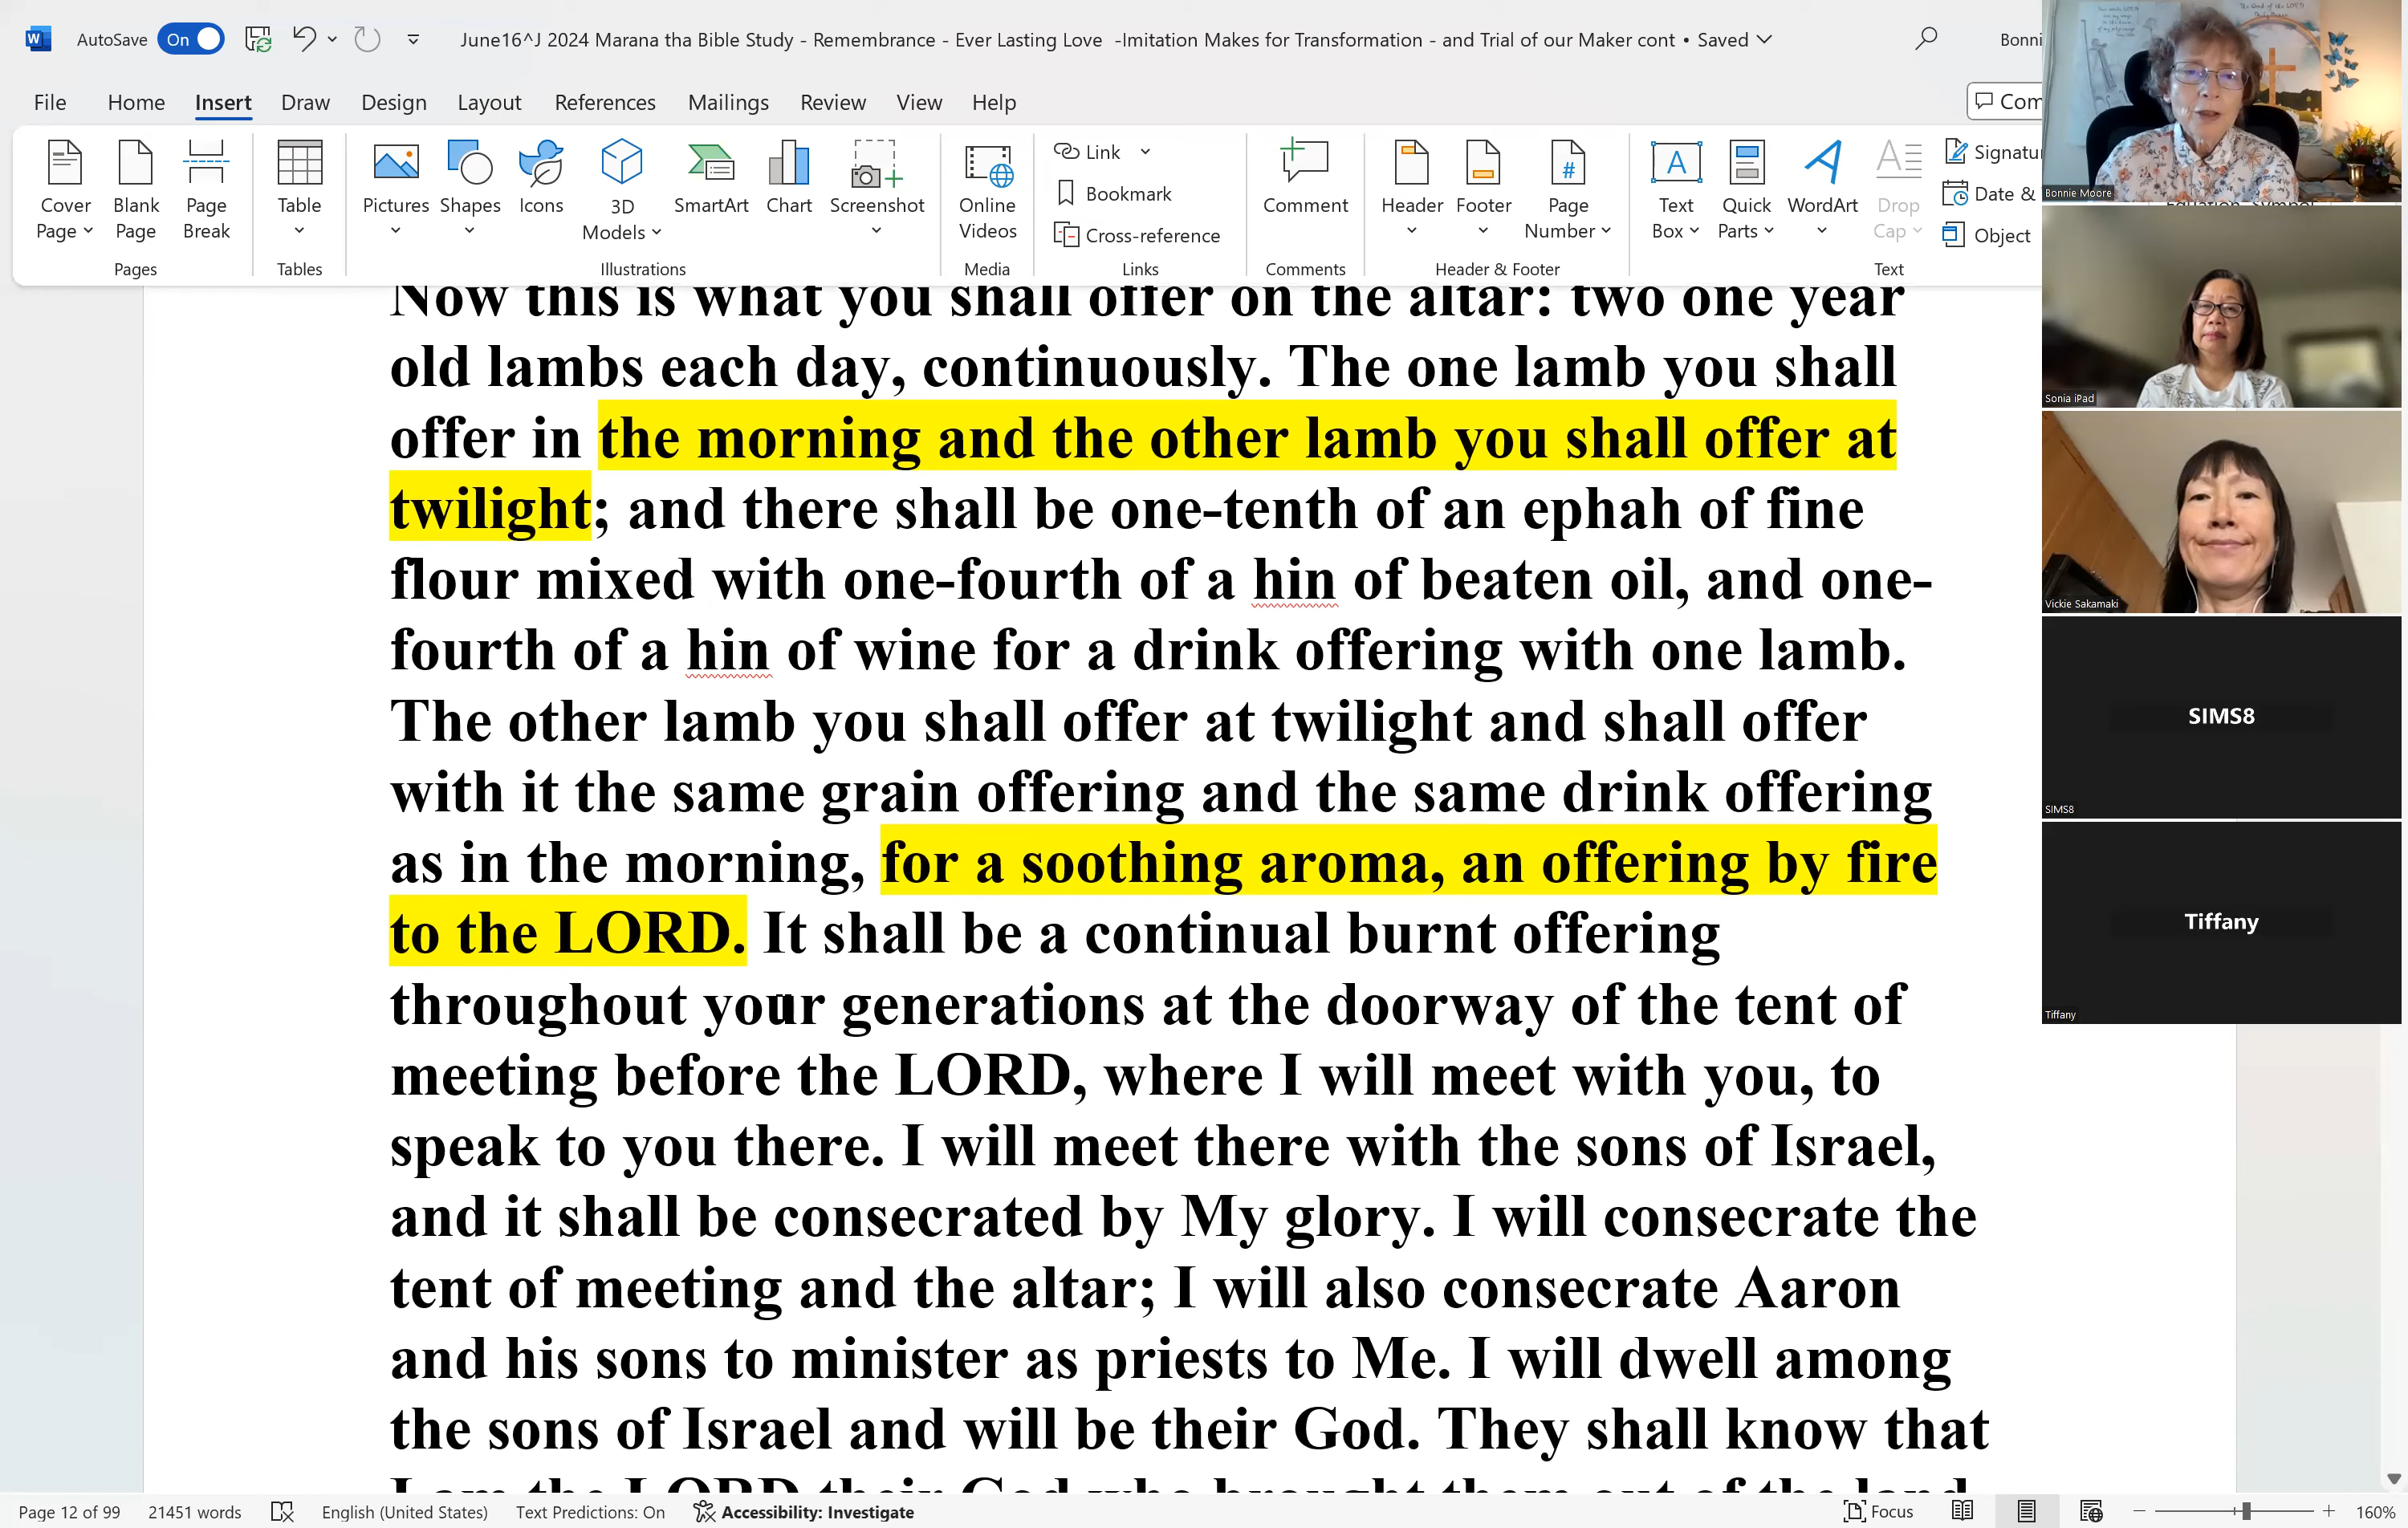 AutoSave On June16^J 2024 Marana tha Bible Study - Remembrance - Ever Lasting Love -Imitation Makes for Transformation - and Trial of our Maker cont • Saved Bonni
File Home Insert Draw Design Layout References Mailings Review View Help Com
Cover Page
Blank Page
Page Break
Pages
Table
Tables
Pictures
Shapes
Icons
3D Models
SmartArt
Chart
Screenshot
Illustrations
Online Videos
Media
Link
Bookmark
Cross-reference
Links
Comment
Comments
Header
Footer
Page Number
Header & Footer
Text Box
Quick Parts
WordArt
Drop Cap
Signatu
Date &
Object
Text
Now this is what you shall offer on the altar: two one year
old lambs each day, continuously. The one lamb you shall
offer in the morning and the other lamb you shall offer at
twilight; and there shall be one-tenth of an ephah of fine
flour mixed with one-fourth of a hin of beaten oil, and one-
fourth of a hin of wine for a drink offering with one lamb.
The other lamb you shall offer at twilight and shall offer
with it the same grain offering and the same drink offering
as in the morning, for a soothing aroma, an offering by fire
to the LORD. It shall be a continual burnt offering
throughout your generations at the doorway of the tent of
meeting before the LORD, where I will meet with you, to
speak to you there. I will meet there with the sons of Israel,
and it shall be consecrated by My glory. I will consecrate the
tent of meeting and the altar; I will also consecrate Aaron
and his sons to minister as priests to Me. I will dwell among
the sons of Israel and will be their God. They shall know that
I am the LORD their God who brought them out of the land
Bonnie Moore
Sonia iPad
Vickie Sakamaki
SIMS8
SIMS8
Tiffany
Tiffany
Page 12 of 99 21451 words English (United States) Text Predictions: On Accessibility: Investigate Focus 160%